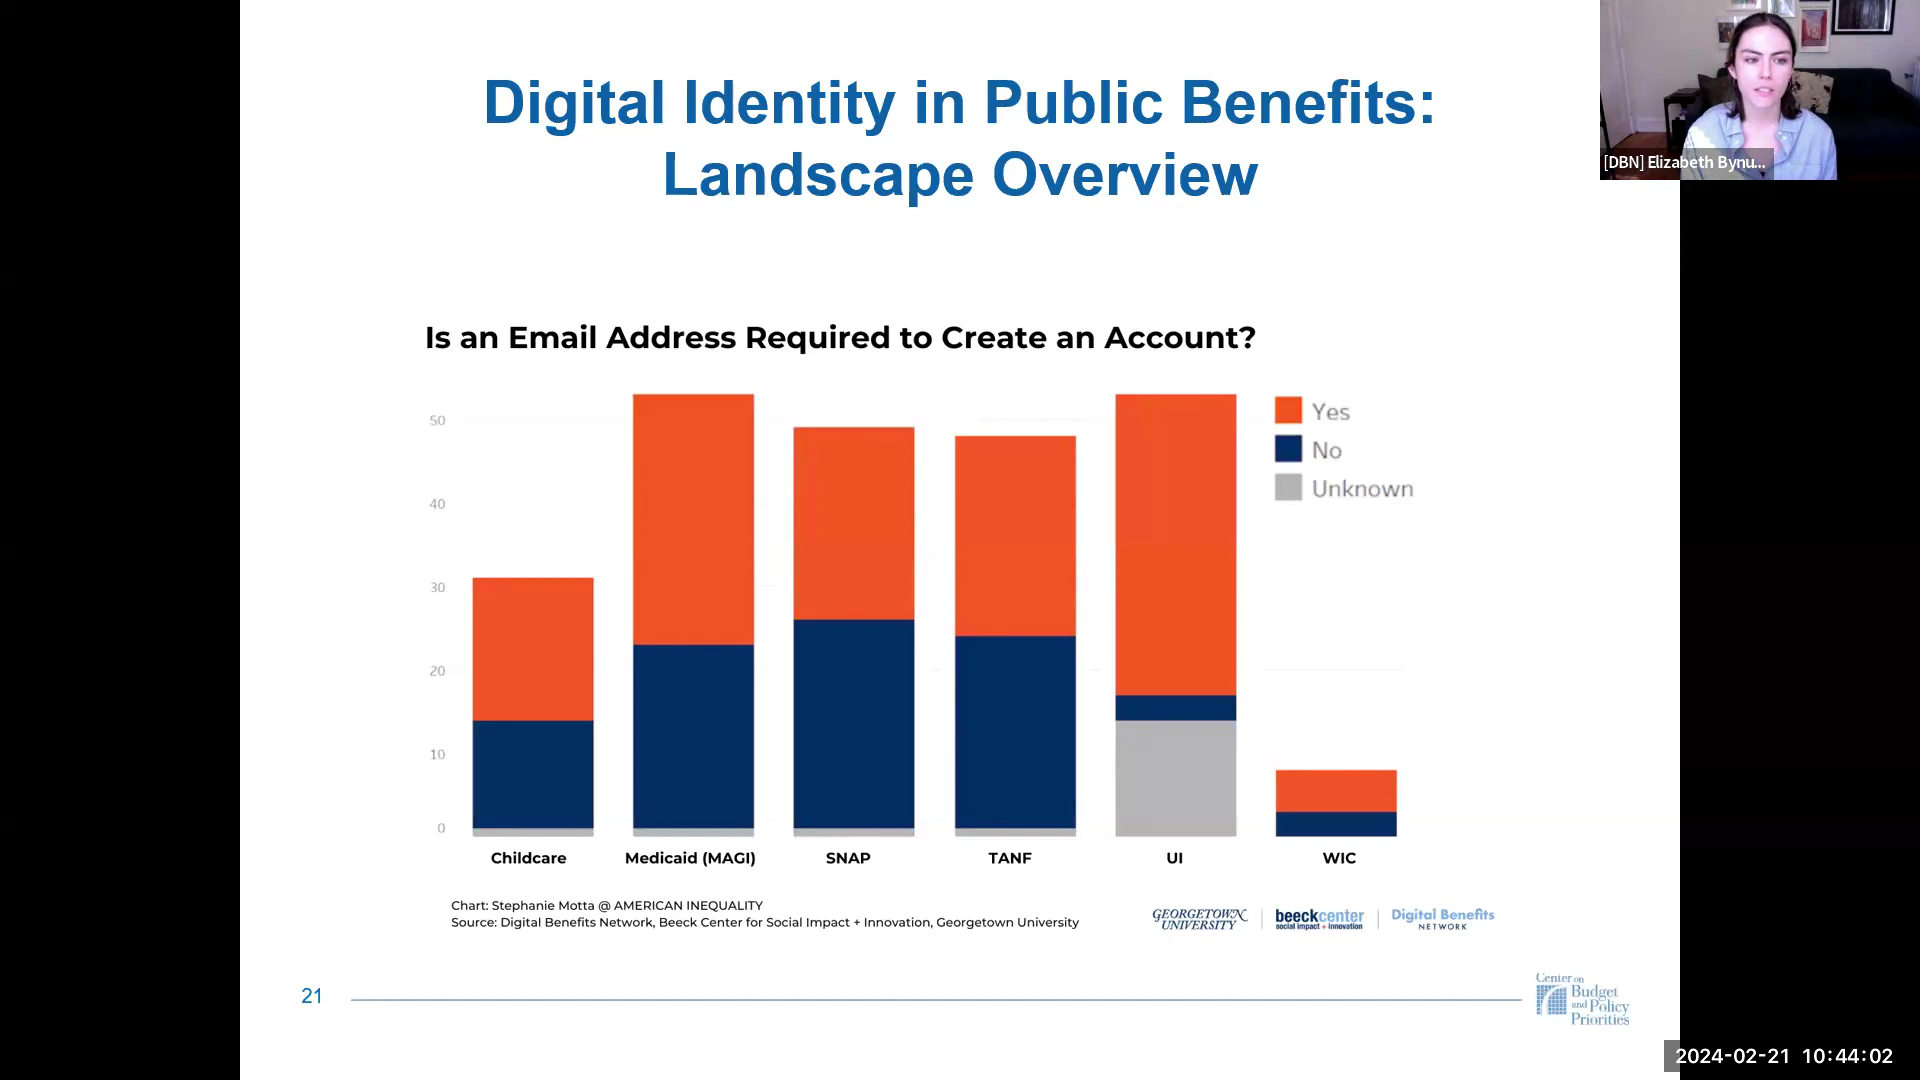 Digital Identity in Public Benefits:
Landscape Overview
[DBN] Elizabeth Bynu...
Is an Email Address Required to Create an Account?
50
40
30
20
10
0
Yes
No
Unknown
Childcare
Medicaid (MAGI)
SNAP
TANF
UI
WIC
Chart: Stephanie Motta @ AMERICAN INEQUALITY
Source: Digital Benefits Network, Beeck Center for Social Impact + Innovation, Georgetown University
GEORGETOWN
UNIVERSITY
beeckcenter
social impact + innovation
Digital Benefits
NETWORK
21
Center on
Budget
and Policy
Priorities
2024-02-21 10:44:02